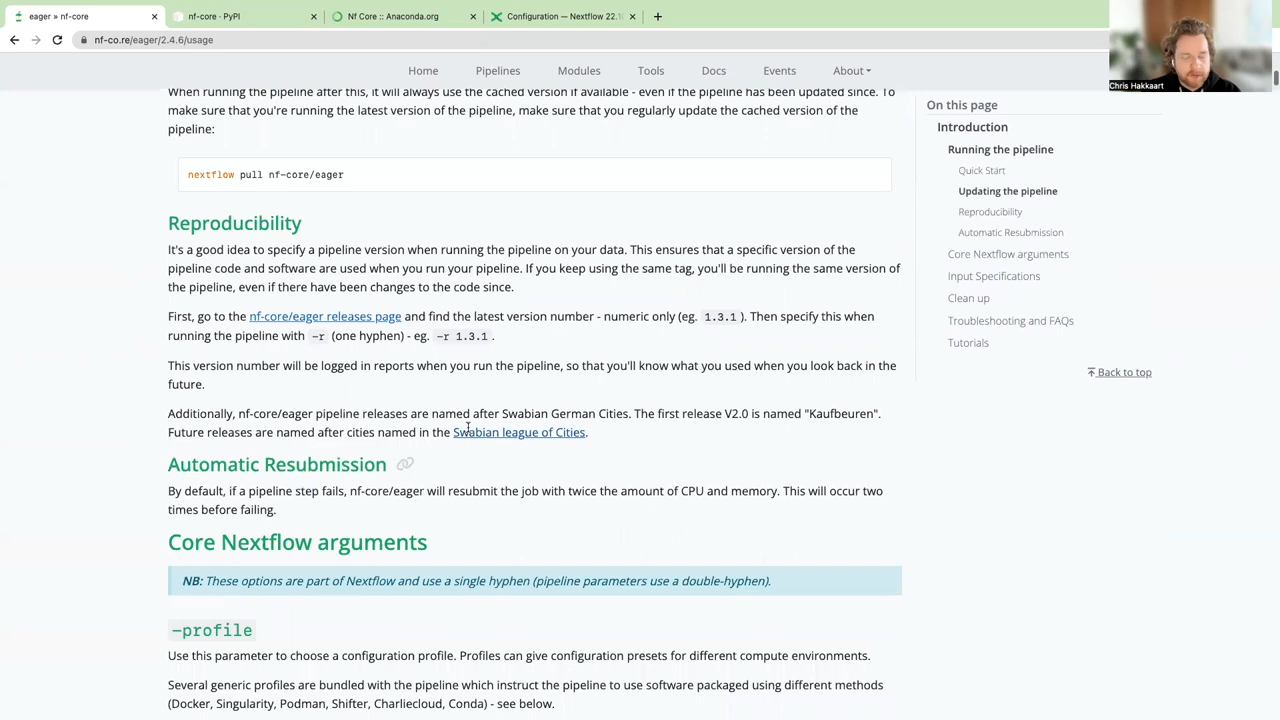 eager » nf-core
nf-core · PyPI
Nf Core :: Anaconda.org
Configuration — Nextflow 22.1
nf-co.re/eager/2.4.6/usage
Home Pipelines Modules Tools Docs Events About
Chris Hakkaart
When running the pipeline after this, it will always use the cached version if available - even if the pipeline has been updated since. To
make sure that you're running the latest version of the pipeline, make sure that you regularly update the cached version of the
pipeline:
nextflow pull nf-core/eager
Reproducibility
It's a good idea to specify a pipeline version when running the pipeline on your data. This ensures that a specific version of the
pipeline code and software are used when you run your pipeline. If you keep using the same tag, you'll be running the same version of
the pipeline, even if there have been changes to the code since.
First, go to the nf-core/eager releases page and find the latest version number - numeric only (eg. 1.3.1 ). Then specify this when
running the pipeline with -r (one hyphen) - eg. -r 1.3.1 .
This version number will be logged in reports when you run the pipeline, so that you'll know what you used when you look back in the
future.
Additionally, nf-core/eager pipeline releases are named after Swabian German Cities. The first release V2.0 is named "Kaufbeuren".
Future releases are named after cities named in the Swabian league of Cities.
Automatic Resubmission
By default, if a pipeline step fails, nf-core/eager will resubmit the job with twice the amount of CPU and memory. This will occur two
times before failing.
Core Nextflow arguments
NB: These options are part of Nextflow and use a single hyphen (pipeline parameters use a double-hyphen).
-profile
Use this parameter to choose a configuration profile. Profiles can give configuration presets for different compute environments.
Several generic profiles are bundled with the pipeline which instruct the pipeline to use software packaged using different methods
(Docker, Singularity, Podman, Shifter, Charliecloud, Conda) - see below.
On this page
Introduction
Running the pipeline
Quick Start
Updating the pipeline
Reproducibility
Automatic Resubmission
Core Nextflow arguments
Input Specifications
Clean up
Troubleshooting and FAQs
Tutorials
Back to top